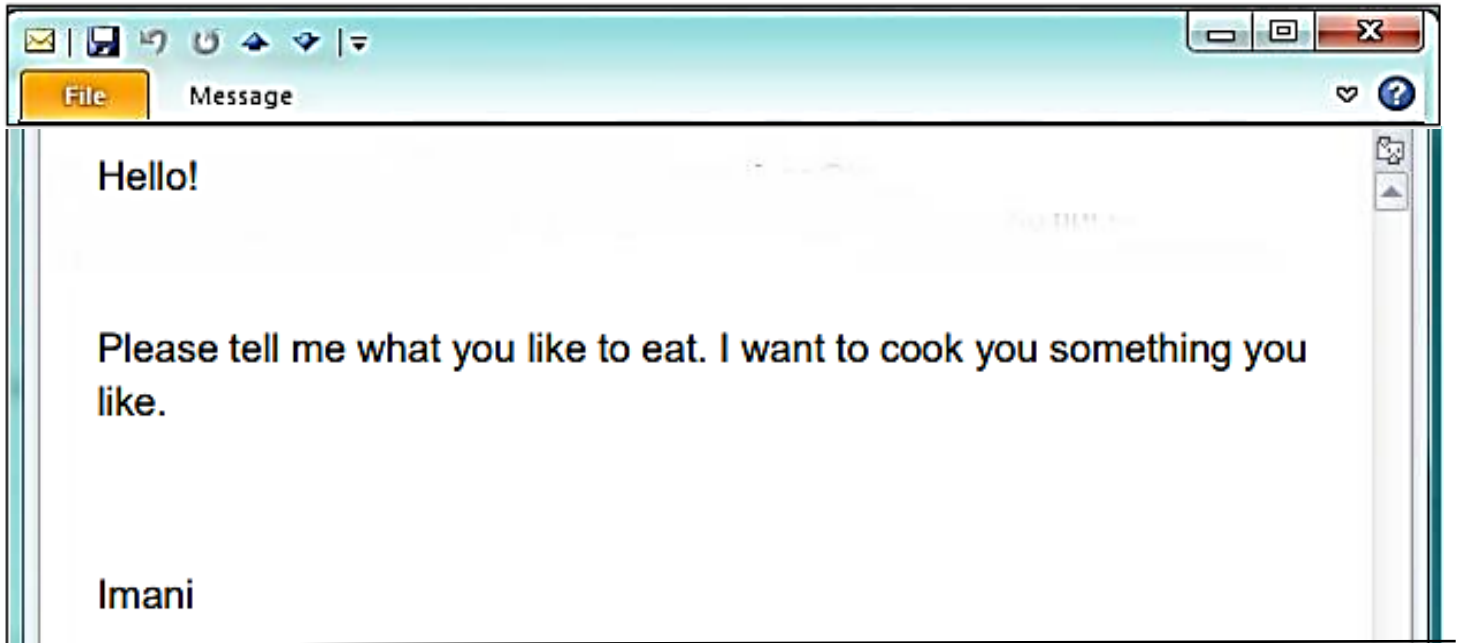 File Message
Hello!
Please tell me what you like to eat. I want to cook you something you
like.
Imani